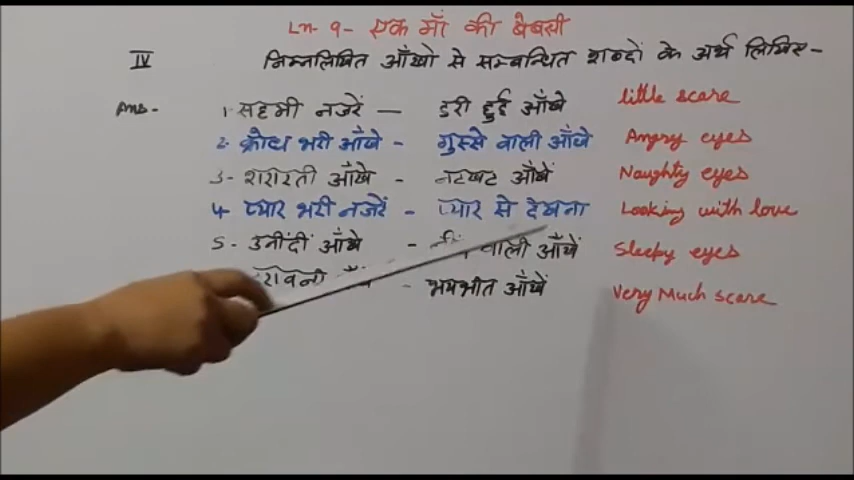 Ln-9- एक माँ की बेबसी
IV निम्नलिखित आँखो से सम्बन्धित शब्दों के अर्थ लिखिए-
Ans- 1-सहमी नजरें — डरी हुई आँखे little scare
2- क्रोध भरी आँखे - गुस्से वाली आँखे Angry eyes
3- शरारती आँखे - नटखट आँखें Naughty eyes
4- प्यार भरी नजरें - प्यार से देखना Looking with love
5- उनींदीं आँखे - वाली आँखें Sleepy eyes
- भयभीत आँखें Very Much scare